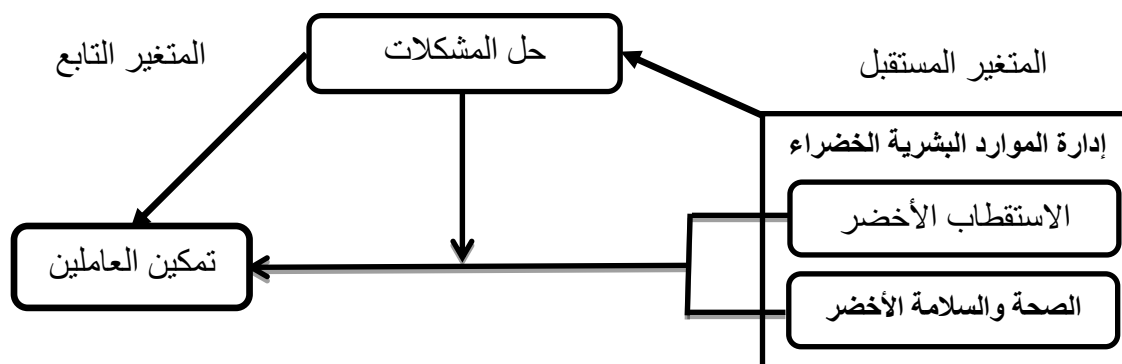 حل المشكلات
المتغير المستقبل
المتغير التابع
إدارة الموارد البشرية الخضراء
الاستقطاب الأخضر
تمكين العاملين
الصحة والسلامة الأخضر